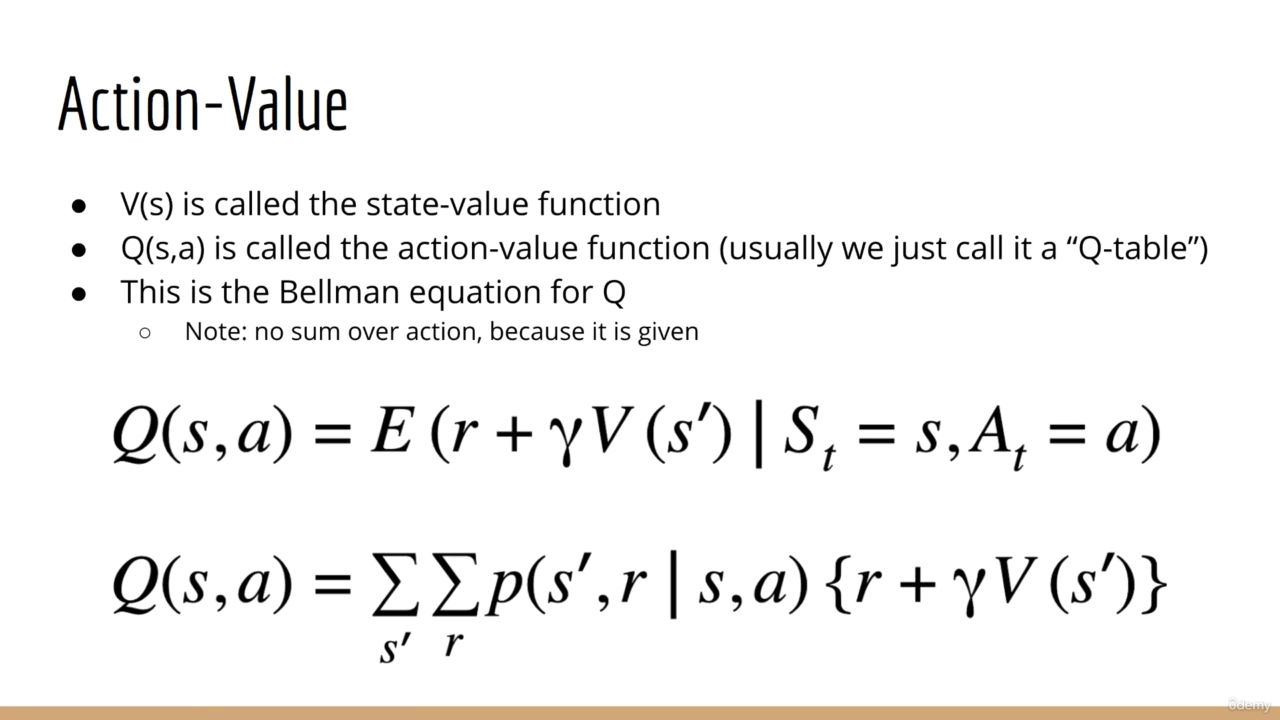 Action-Value
● V(s) is called the state-value function
● Q(s,a) is called the action-value function (usually we just call it a “Q-table”)
● This is the Bellman equation for Q
○ Note: no sum over action, because it is given
Q(s,a) = E(r + γV(s′) | S_t = s, A_t = a)
Q(s,a) = ∑_{s′} ∑_{r} p(s′,r | s,a) {r + γV(s′)}
ûdemy